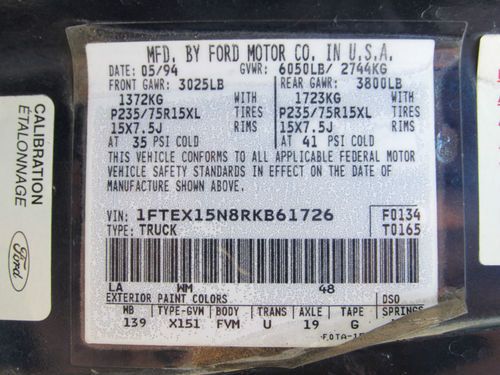 MFD. BY FORD MOTOR CO. IN U.S.A.
DATE: 05/94 GVWR: 6050LB/ 2744KG
FRONT GAWR: 3025LB REAR GAWR: 3800LB
1372KG WITH 1723KG WITH
P235/75R15XL TIRES P235/75R15XL TIRES
15X7.5J RIMS 15X7.5J RIMS
AT 35 PSI COLD AT 41 PSI COLD
THIS VEHICLE CONFORMS TO ALL APPLICABLE FEDERAL MOTOR
VEHICLE SAFETY STANDARDS IN EFFECT ON THE DATE OF
MANUFACTURE SHOWN ABOVE.
VIN: 1FTEX15N8RKB61726 F0134
TYPE: TRUCK T0165
LA WM 48
EXTERIOR PAINT COLORS DSO
WB TYPE-GVW BODY TRANS AXLE TAPE SPRINGS
139 X151 FVM U 19 G
CALIBRATION
ÉTALONNAGE
Ford